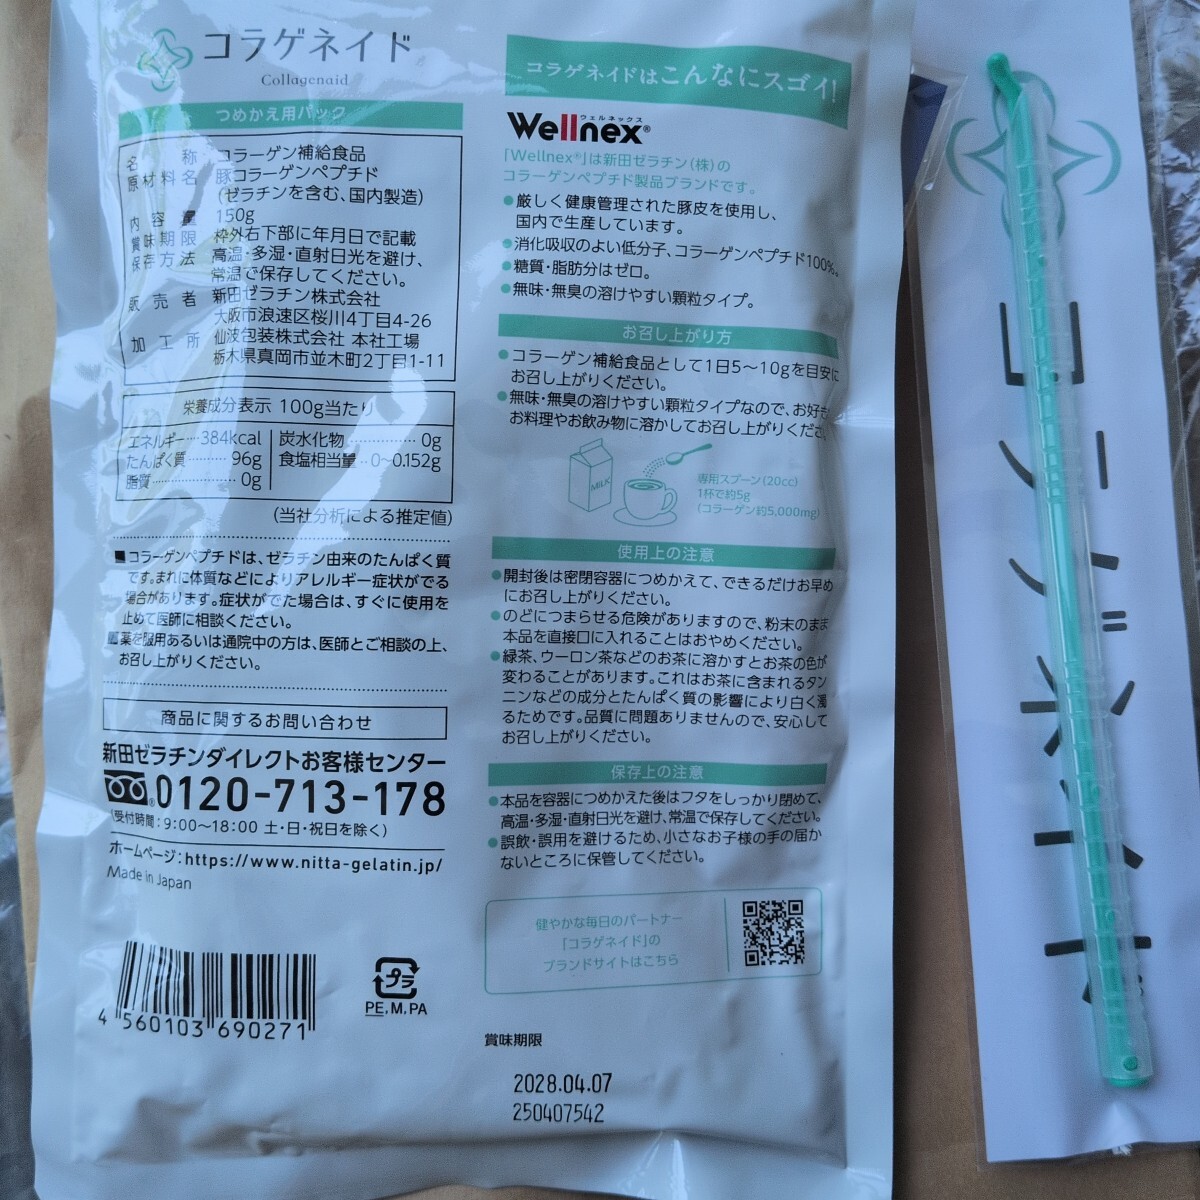 コラゲネイド
Collagenaid
つめかえ用パック
名称 コラーゲン補給食品
原材料名 豚コラーゲンペプチド
(ゼラチンを含む、国内製造)
内容量 150g
賞味期限 枠外右下部に年月日で記載
保存方法 高温・多湿・直射日光を避け、
常温で保存してください。
販売者 新田ゼラチン株式会社
大阪市浪速区桜川4丁目4-26
加工所 仙波包装株式会社 本社工場
栃木県真岡市並木町2丁目1-11
栄養成分表示 100g当たり
エネルギー…384kcal 炭水化物……………0g
たんぱく質………96g 食塩相当量…0〜0.152g
脂質………………0g
(当社分析による推定値)
■コラーゲンペプチドは、ゼラチン由来のたんぱく質
です。まれに体質などによりアレルギー症状がでる
場合があります。症状がでた場合は、すぐに使用を
止めて医師に相談ください。
■薬を服用あるいは通院中の方は、医師とご相談の上、
お召し上がりください。
商品に関するお問い合わせ
新田ゼラチンダイレクトお客様センター
0120-713-178
(受付時間:9:00〜18:00 土・日・祝日を除く)
ホームページ:https://www.nitta-gelatin.jp/
Made in Japan
4 560103 690271
プラ
PE,M,PA
コラゲネイドはこんなにスゴイ!
ウェルネックス
Wellnex®
「Wellnex®」は新田ゼラチン(株)の
コラーゲンペプチド製品ブランドです。
●厳しく健康管理された豚皮を使用し、
国内で生産しています。
●消化吸収のよい低分子、コラーゲンペプチド100%。
●糖質・脂肪分はゼロ。
●無味・無臭の溶けやすい顆粒タイプ。
お召し上がり方
●コラーゲン補給食品として1日5〜10gを目安に
お召し上がりください。
●無味・無臭の溶けやすい顆粒タイプなので、お好き
お料理やお飲み物に溶かしてお召し上がりくださ
MILK
専用スプーン(20cc)
1杯で約5g
(コラーゲン約5,000mg)
使用上の注意
●開封後は密閉容器につめかえて、できるだけお早め
にお召し上がりください。
●のどにつまらせる危険がありますので、粉末のまま
本品を直接口に入れることはおやめください。
●緑茶、ウーロン茶などのお茶に溶かすとお茶の色が
変わることがあります。これはお茶に含まれるタン
ニンなどの成分とたんぱく質の影響により白く濁
るためです。品質に問題ありませんので、安心して
お召し上がりください。
保存上の注意
●本品を容器につめかえた後はフタをしっかり閉めて、
高温・多湿・直射日光を避け、常温で保存してください。
●誤飲・誤用を避けるため、小さなお子様の手の届か
ないところに保管してください。
健やかな毎日のパートナー
「コラゲネイド」の
ブランドサイトはこちら
賞味期限
2028.04.07
250407542
コラゲネイド